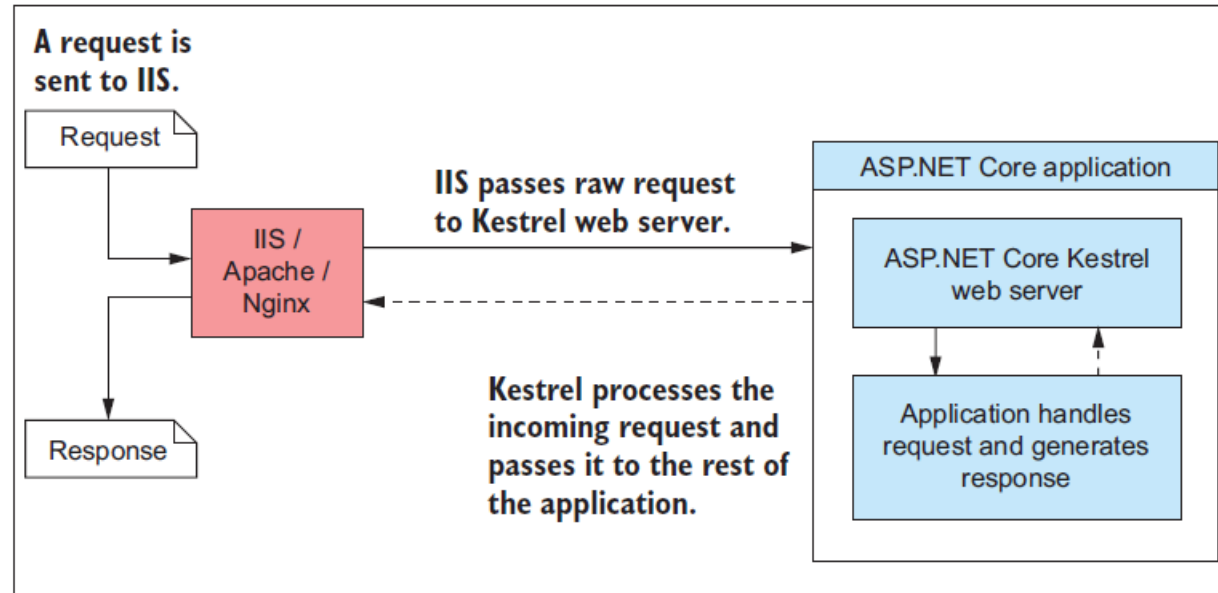 A request is
sent to IIS.
Request
IIS passes raw request
to Kestrel web server.
IIS /
Apache /
Nginx
ASP.NET Core application
ASP.NET Core Kestrel
web server
Kestrel processes the
incoming request and
passes it to the rest of
the application.
Application handles
request and generates
response
Response